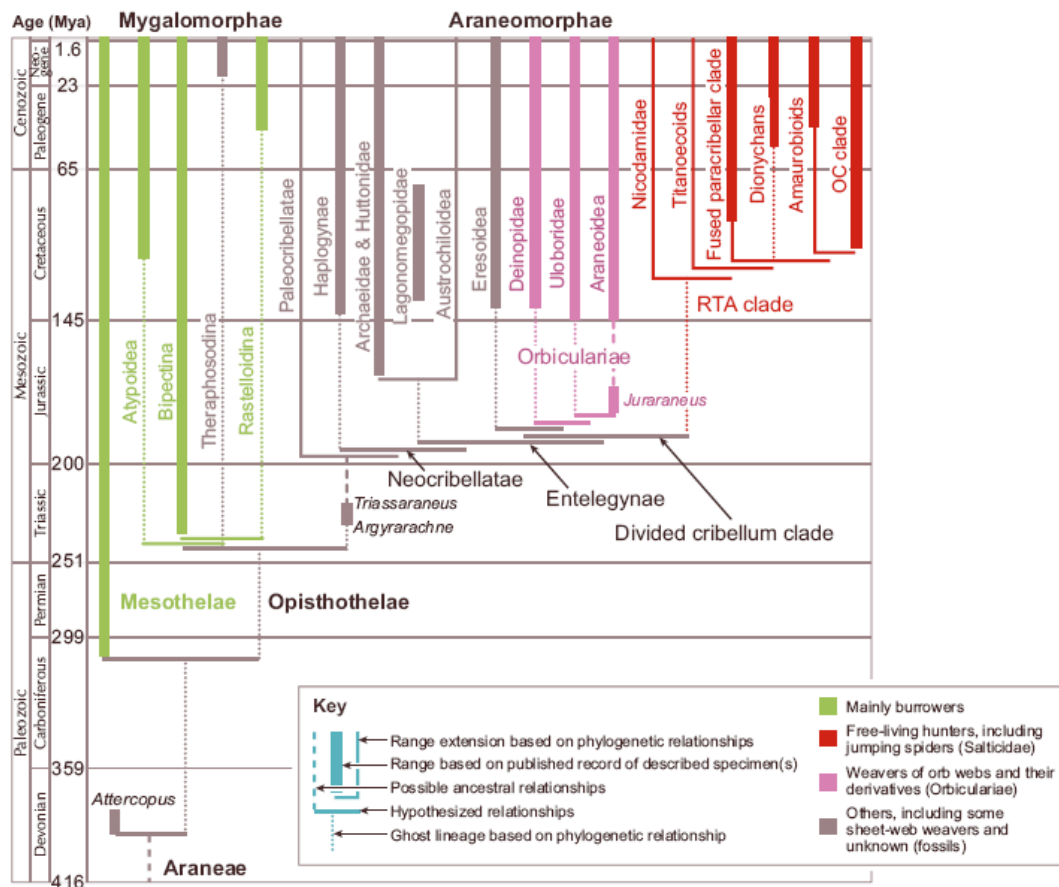 Age (Mya)
Mygalomorphae
Araneomorphae
Cenozoic
Neo-
gene
Paleogene
Mesozoic
Cretaceous
Jurassic
Triassic
Paleozoic
Permian
Carboniferous
Devonian
1.6
23
65
145
200
251
299
359
416
Atypoidea
Bipectina
Theraphosodina
Rastelloidina
Paleocribellatae
Haplogynae
Archaeidae & Huttonidae
Lagonomegopidae
Austrochiloidea
Eresoidea
Deinopidae
Uloboridae
Araneoidea
Nicodamidae
Titanoecoids
Fused paracribellar clade
Dionychans
Amaurobioids
OC clade
RTA clade
Orbiculariae
Juraraneus
Neocribellatae
Entelegynae
Divided cribellum clade
Triassaraneus
Argyrarachne
Mesothelae
Opisthothelae
Attercopus
Araneae
Key
Range extension based on phylogenetic relationships
Range based on published record of described specimen(s)
Possible ancestral relationships
Hypothesized relationships
Ghost lineage based on phylogenetic relationship
Mainly burrowers
Free-living hunters, including
jumping spiders (Salticidae)
Weavers of orb webs and their
derivatives (Orbiculariae)
Others, including some
sheet-web weavers and
unknown (fossils)